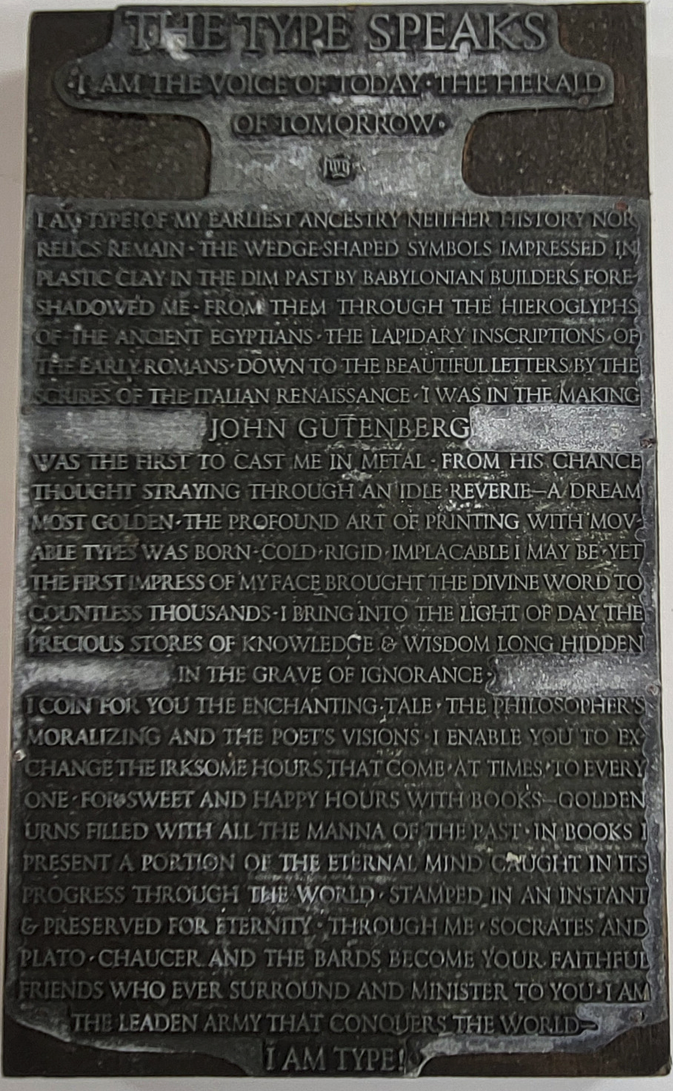 THE TYPE SPEAKS
·I AM THE VOICE OF TODAY·THE HERALD
OF TOMORROW·
fwg
I AM TYPE! OF MY EARLIEST ANCESTRY NEITHER HISTORY NOR
RELICS REMAIN·THE WEDGE-SHAPED SYMBOLS IMPRESSED IN
PLASTIC CLAY IN THE DIM PAST BY BABYLONIAN BUILDERS FORE-
SHADOWED ME·FROM THEM THROUGH THE HIEROGLYPHS
OF THE ANCIENT EGYPTIANS·THE LAPIDARY INSCRIPTIONS OF
THE EARLY ROMANS·DOWN TO THE BEAUTIFUL LETTERS BY THE
SCRIBES OF THE ITALIAN RENAISSANCE·I WAS IN THE MAKING
JOHN GUTENBERG
WAS THE FIRST TO CAST ME IN METAL·FROM HIS CHANCE
THOUGHT STRAYING THROUGH AN IDLE REVERIE—A DREAM
MOST GOLDEN·THE PROFOUND ART OF PRINTING WITH MOV-
ABLE TYPES WAS BORN·COLD·RIGID·IMPLACABLE I MAY BE·YET
THE FIRST IMPRESS OF MY FACE BROUGHT THE DIVINE WORD TO
COUNTLESS THOUSANDS·I BRING INTO THE LIGHT OF DAY THE
PRECIOUS STORES OF KNOWLEDGE & WISDOM LONG HIDDEN
IN THE GRAVE OF IGNORANCE·
I COIN FOR YOU THE ENCHANTING TALE·THE PHILOSOPHER'S
MORALIZING AND THE POET'S VISIONS·I ENABLE YOU TO EX-
CHANGE THE IRKSOME HOURS THAT COME·AT TIMES·TO EVERY
ONE·FOR SWEET AND HAPPY HOURS WITH BOOKS—GOLDEN
URNS FILLED WITH ALL THE MANNA OF THE PAST·IN BOOKS I
PRESENT A PORTION OF THE ETERNAL MIND CAUGHT IN ITS
PROGRESS THROUGH THE WORLD·STAMPED IN AN INSTANT
& PRESERVED FOR ETERNITY·THROUGH ME·SOCRATES AND
PLATO·CHAUCER AND THE BARDS BECOME YOUR FAITHFUL
FRIENDS WHO EVER SURROUND AND MINISTER TO YOU·I AM
THE LEADEN ARMY THAT CONQUERS THE WORLD—
I AM TYPE!